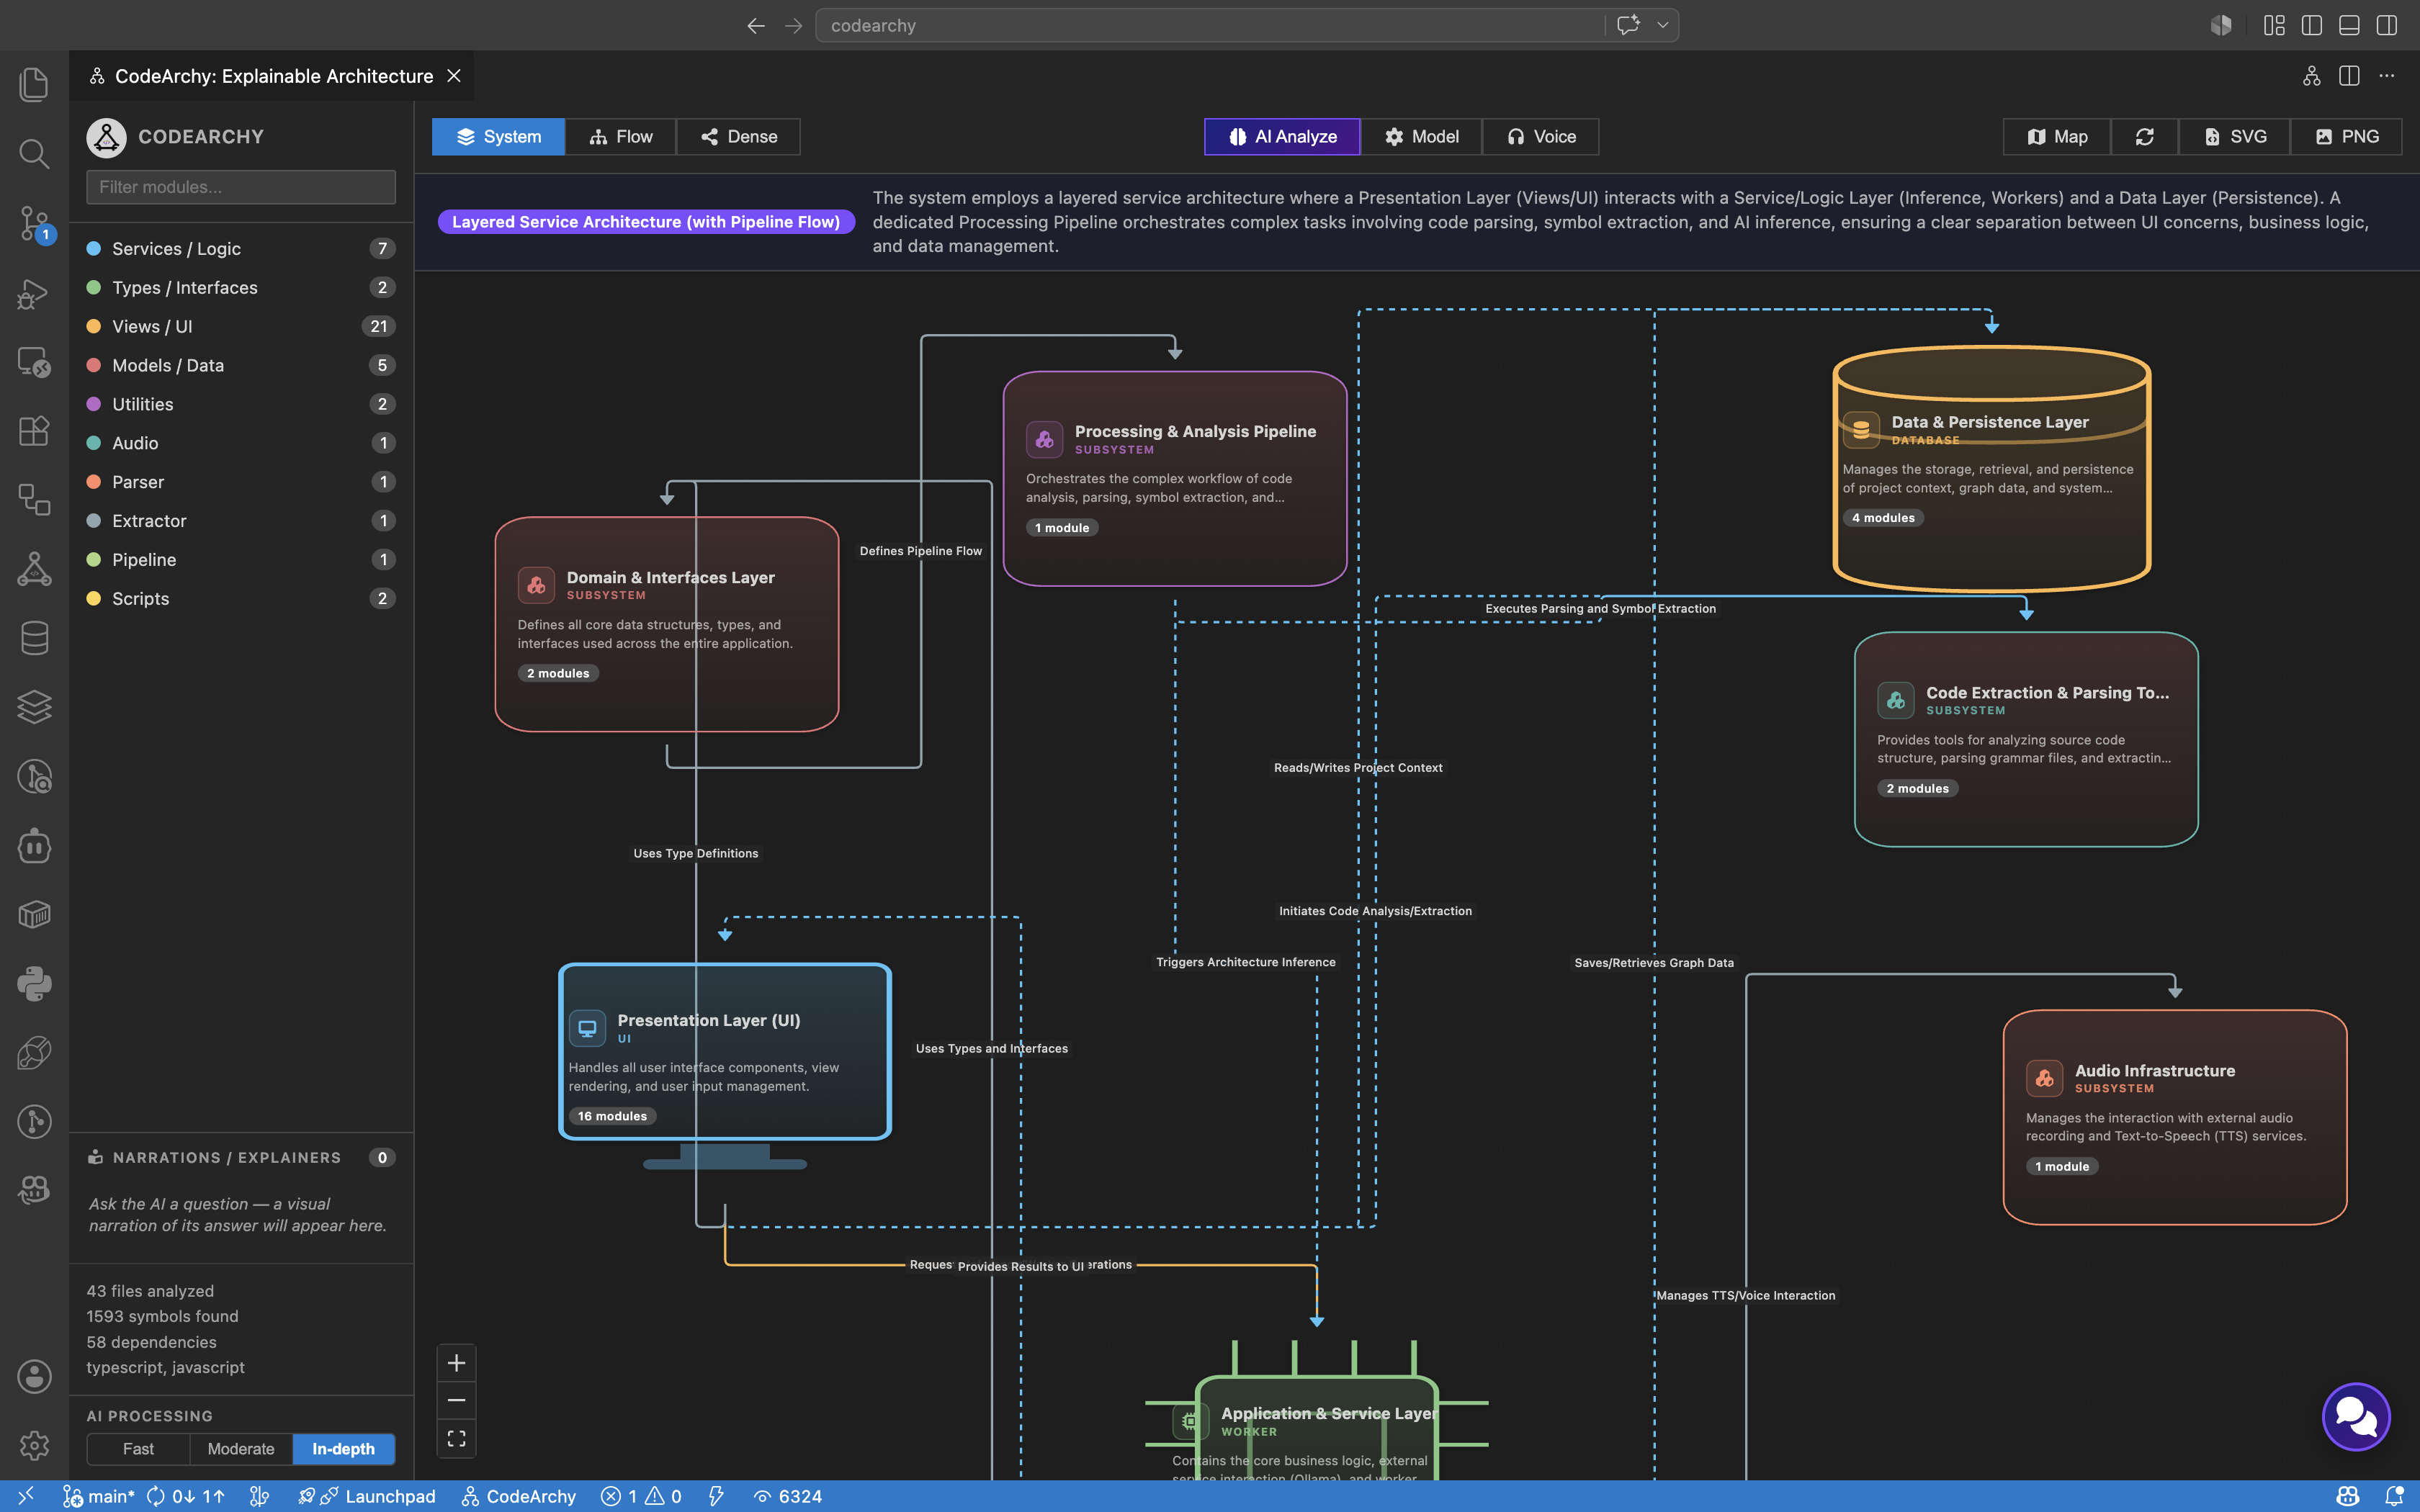 codearchy
CodeArchy: Explainable Architecture
CODEARCHY
Filter modules...
Services / Logic 7
Types / Interfaces 2
Views / UI 21
Models / Data 5
Utilities 2
Audio 1
Parser 1
Extractor 1
Pipeline 1
Scripts 2
1
NARRATIONS / EXPLAINERS 0
Ask the AI a question — a visual
narration of its answer will appear here.
43 files analyzed
1593 symbols found
58 dependencies
typescript, javascript
AI PROCESSING
Fast Moderate In-depth
System Flow Dense
AI Analyze Model Voice
Map SVG PNG
Layered Service Architecture (with Pipeline Flow)
The system employs a layered service architecture where a Presentation Layer (Views/UI) interacts with a Service/Logic Layer (Inference, Workers) and a Data Layer (Persistence). A
dedicated Processing Pipeline orchestrates complex tasks involving code parsing, symbol extraction, and AI inference, ensuring a clear separation between UI concerns, business logic,
and data management.
Processing & Analysis Pipeline
SUBSYSTEM
Orchestrates the complex workflow of code
analysis, parsing, symbol extraction, and...
1 module
Data & Persistence Layer
DATABASE
Manages the storage, retrieval, and persistence
of project context, graph data, and system...
4 modules
Defines Pipeline Flow
Domain & Interfaces Layer
SUBSYSTEM
Defines all core data structures, types, and
interfaces used across the entire application.
2 modules
Executes Parsing and Symbol Extraction
Code Extraction & Parsing To...
SUBSYSTEM
Provides tools for analyzing source code
structure, parsing grammar files, and extractin...
2 modules
Reads/Writes Project Context
Uses Type Definitions
Initiates Code Analysis/Extraction
Triggers Architecture Inference
Saves/Retrieves Graph Data
Presentation Layer (UI)
UI
Handles all user interface components, view
rendering, and user input management.
16 modules
Uses Types and Interfaces
Audio Infrastructure
SUBSYSTEM
Manages the interaction with external audio
recording and Text-to-Speech (TTS) services.
1 module
Provides Results to UI
Manages TTS/Voice Interaction
Application & Service Layer
WORKER
Contains the core business logic, external
service interaction (Ollama), and worker
main* 0↓ 1↑ Launchpad CodeArchy 1 0 6324